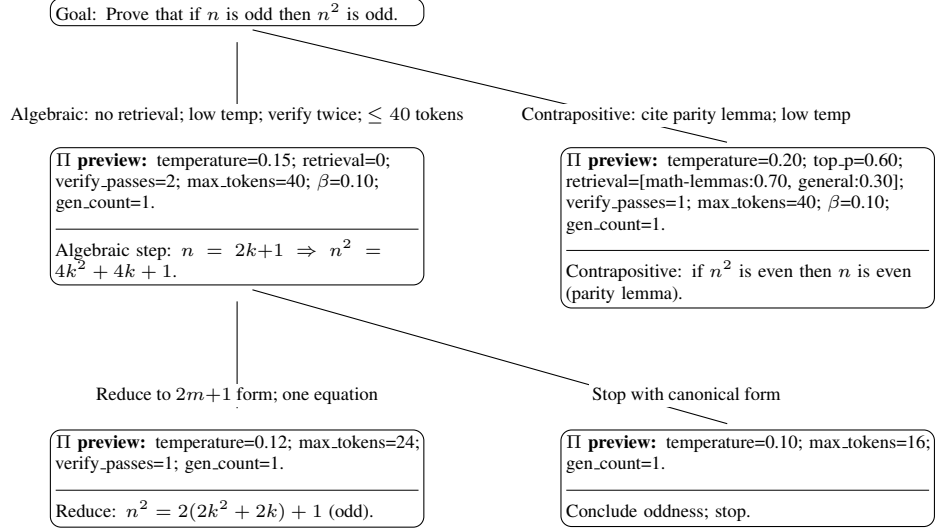 Goal: Prove that if n is odd then n² is odd.
Algebraic: no retrieval; low temp; verify twice; ≤ 40 tokens
Contrapositive: cite parity lemma; low temp
Π preview: temperature=0.15; retrieval=0;
verify_passes=2; max_tokens=40; β=0.10;
gen_count=1.
Algebraic step: n = 2k+1 ⇒ n² =
4k² + 4k + 1.
Π preview: temperature=0.20; top_p=0.60;
retrieval=[math-lemmas:0.70, general:0.30];
verify_passes=1; max_tokens=40; β=0.10;
gen_count=1.
Contrapositive: if n² is even then n is even
(parity lemma).
Reduce to 2m+1 form; one equation
Stop with canonical form
Π preview: temperature=0.12; max_tokens=24;
verify_passes=1; gen_count=1.
Reduce: n² = 2(2k² + 2k) + 1 (odd).
Π preview: temperature=0.10; max_tokens=16;
gen_count=1.
Conclude oddness; stop.